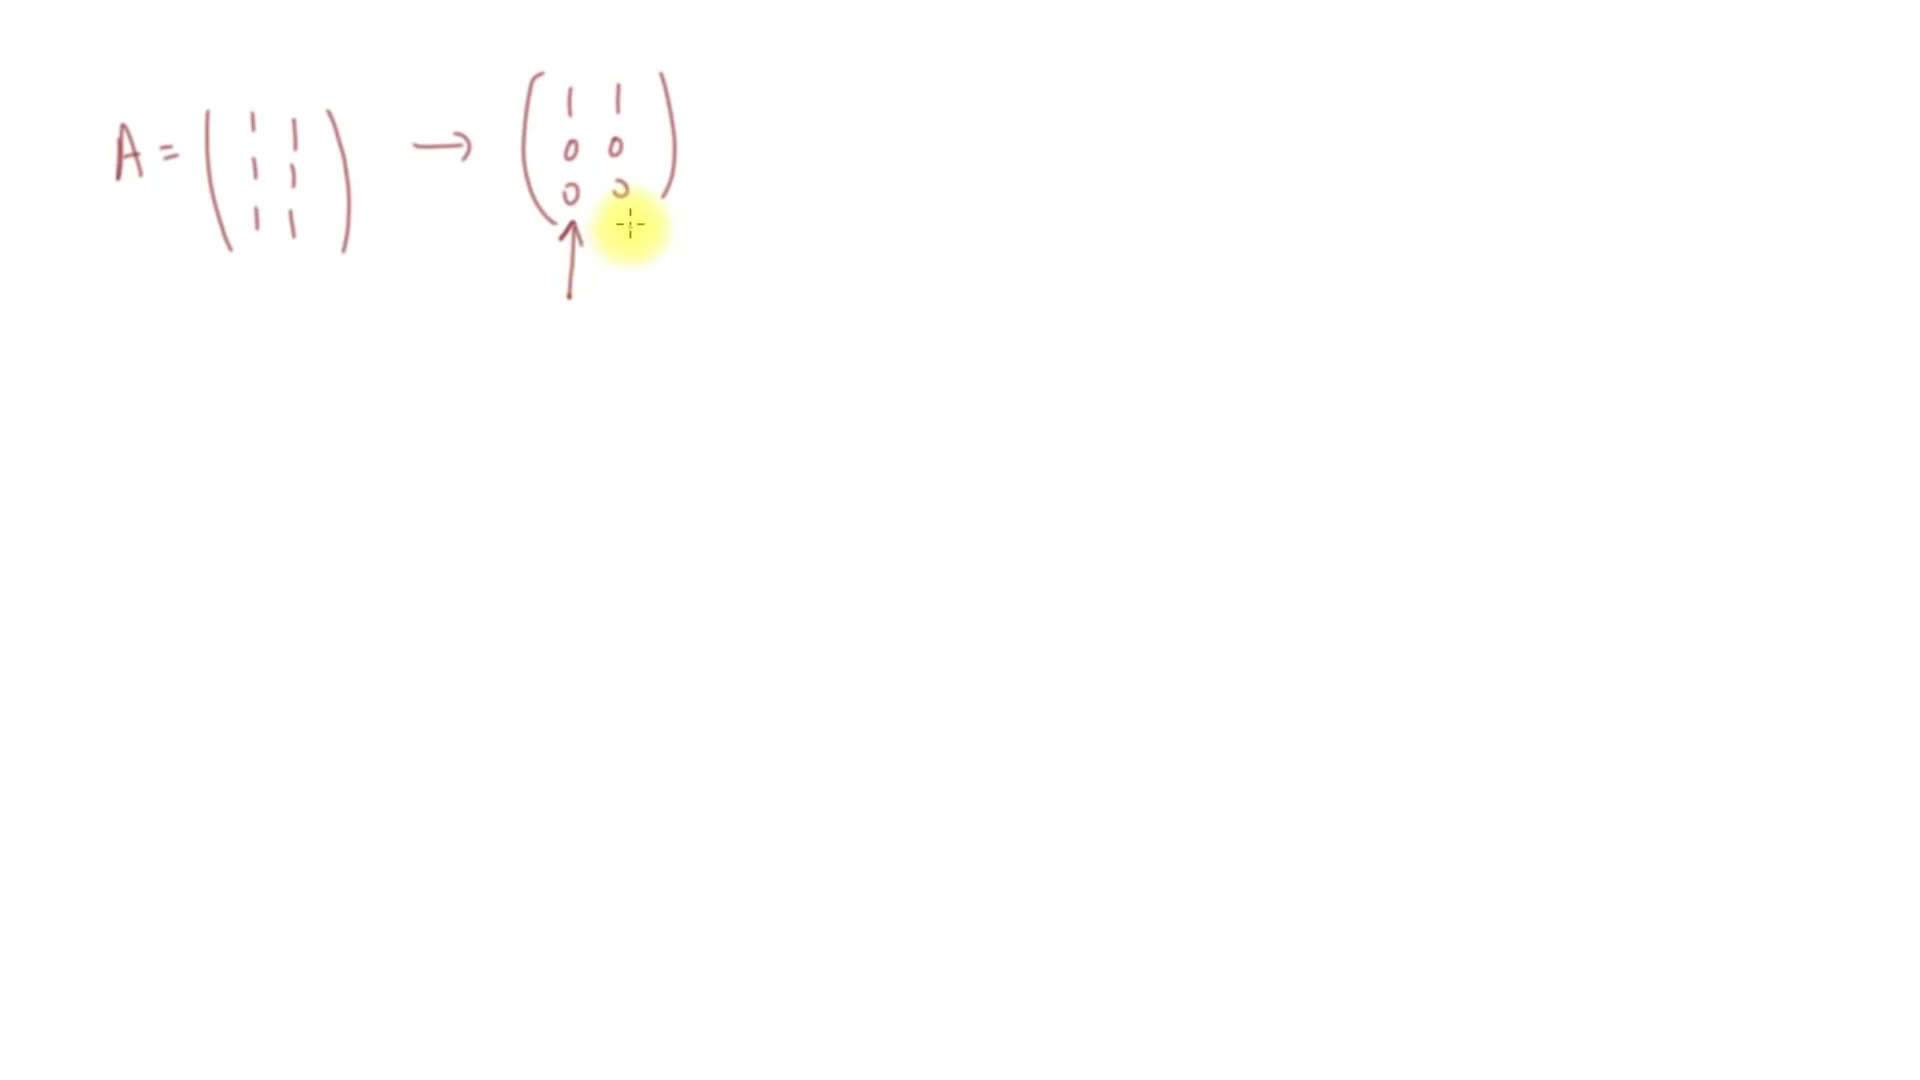 A = ( 1 1 → ( 1 1
1 1 0 0
1 1 ) 0 0 )
↑